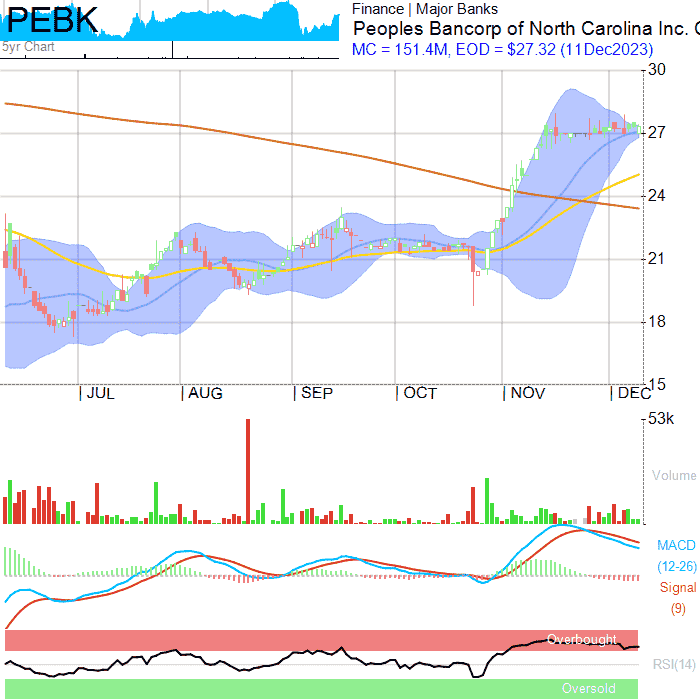 PEBK
5yr Chart
Finance | Major Banks
Peoples Bancorp of North Carolina Inc. C
MC = 151.4M, EOD = $27.32 (11Dec2023)
30
27
24
21
18
15
JUL AUG SEP OCT NOV DEC
53k
Volume
MACD
(12-26)
Signal
(9)
Overbought
RSI(14)
Oversold